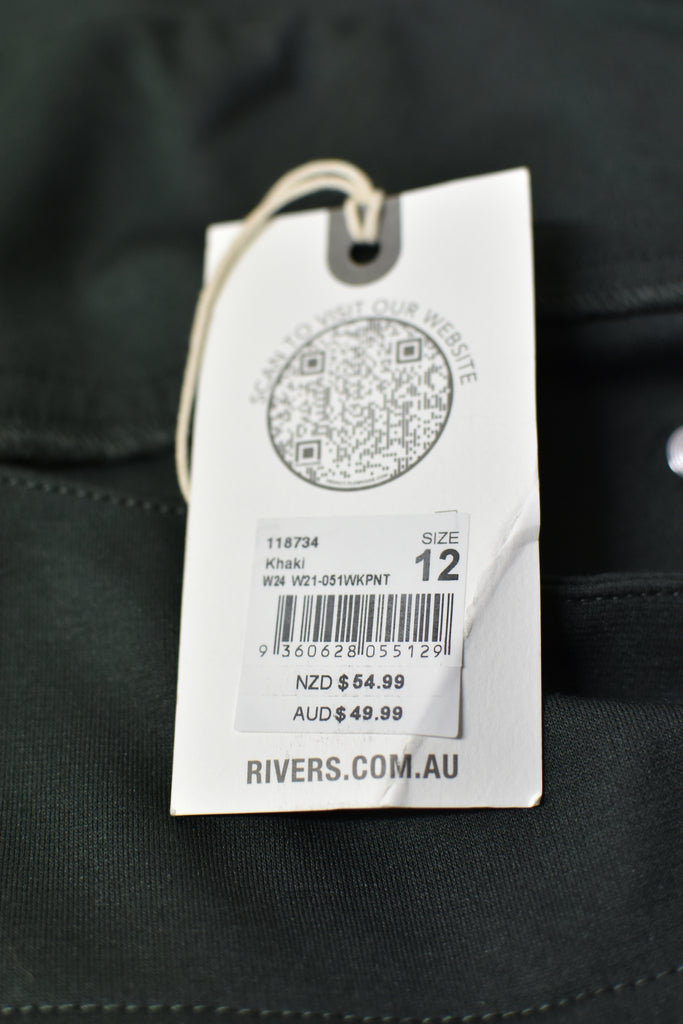 SCAN TO VISIT OUR WEBSITE
118734
SIZE
Khaki
12
W24 W21-051WKPNT
9 360628 055129
NZD $54.99
AUD $49.99
RIVERS.COM.AU